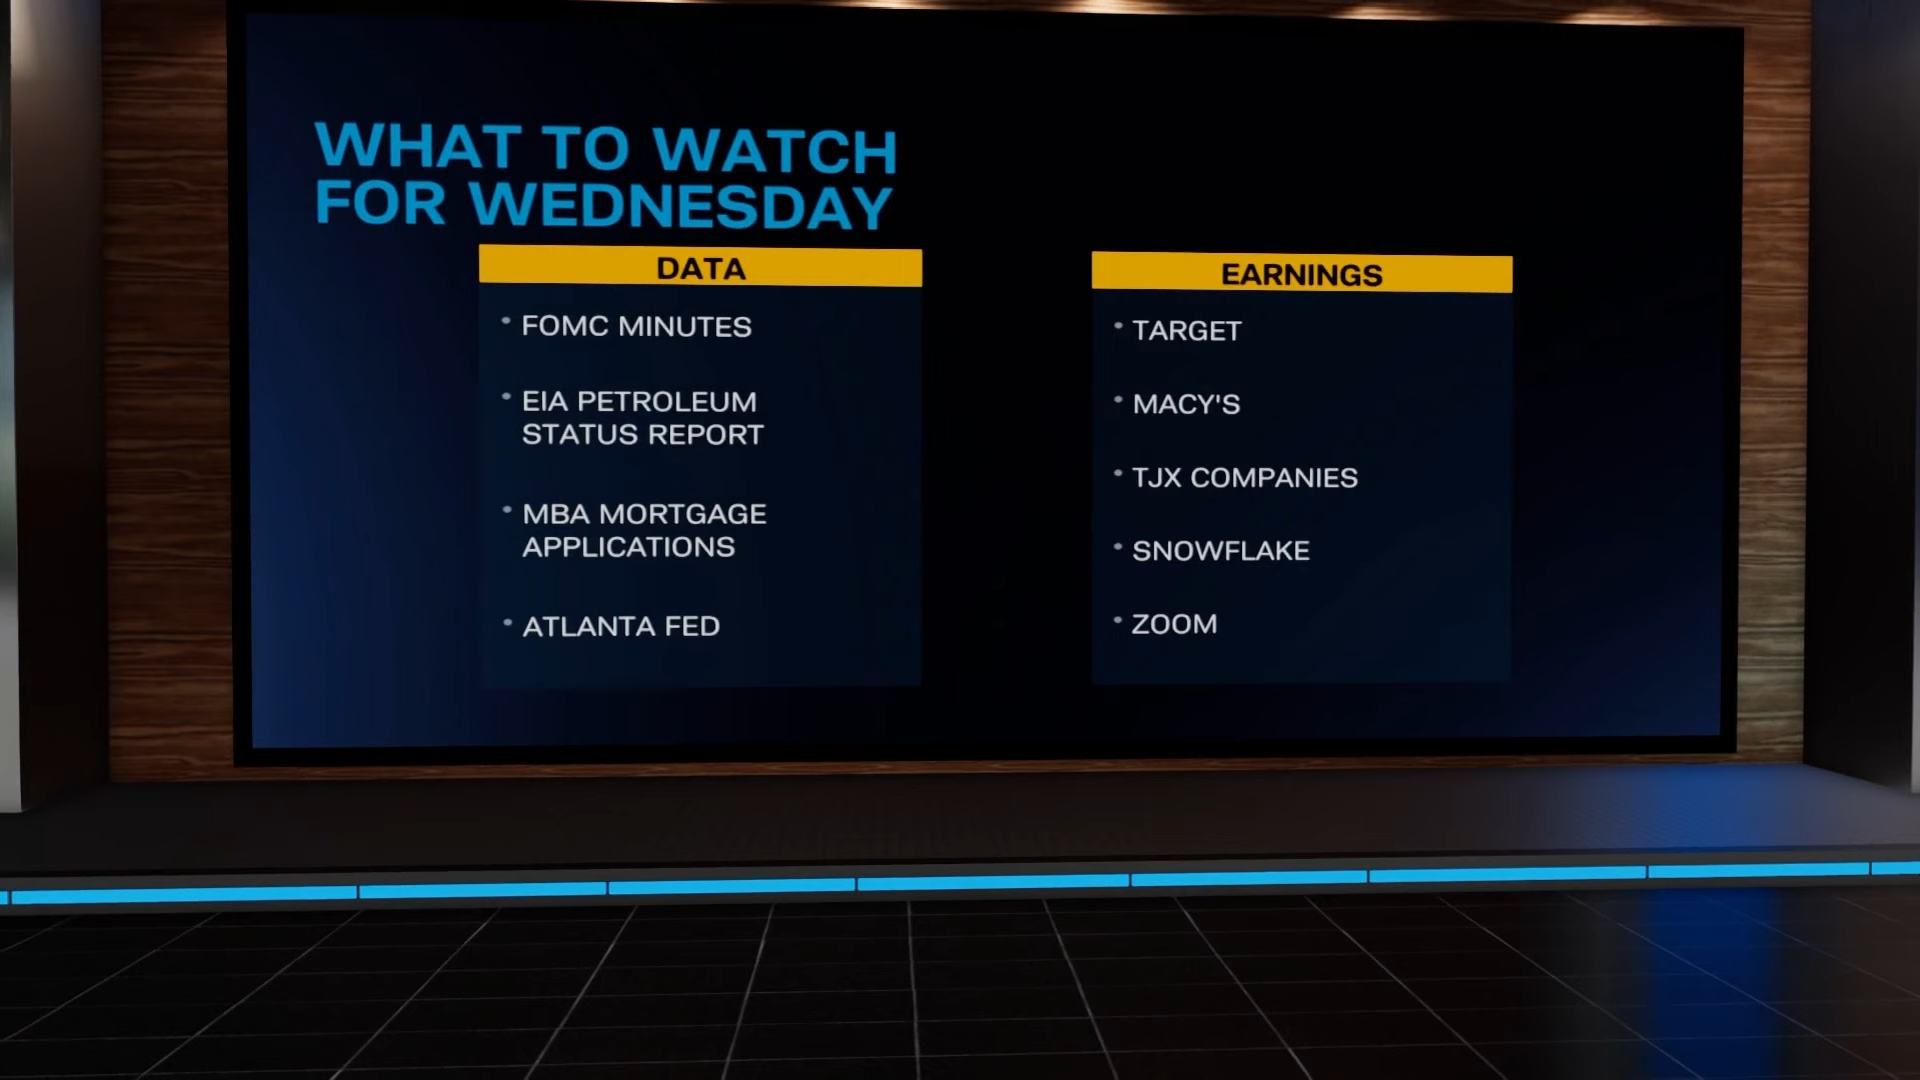 WHAT TO WATCH
FOR WEDNESDAY
DATA
• FOMC MINUTES
• EIA PETROLEUM
STATUS REPORT
• MBA MORTGAGE
APPLICATIONS
• ATLANTA FED
EARNINGS
• TARGET
• MACY'S
• TJX COMPANIES
• SNOWFLAKE
• ZOOM